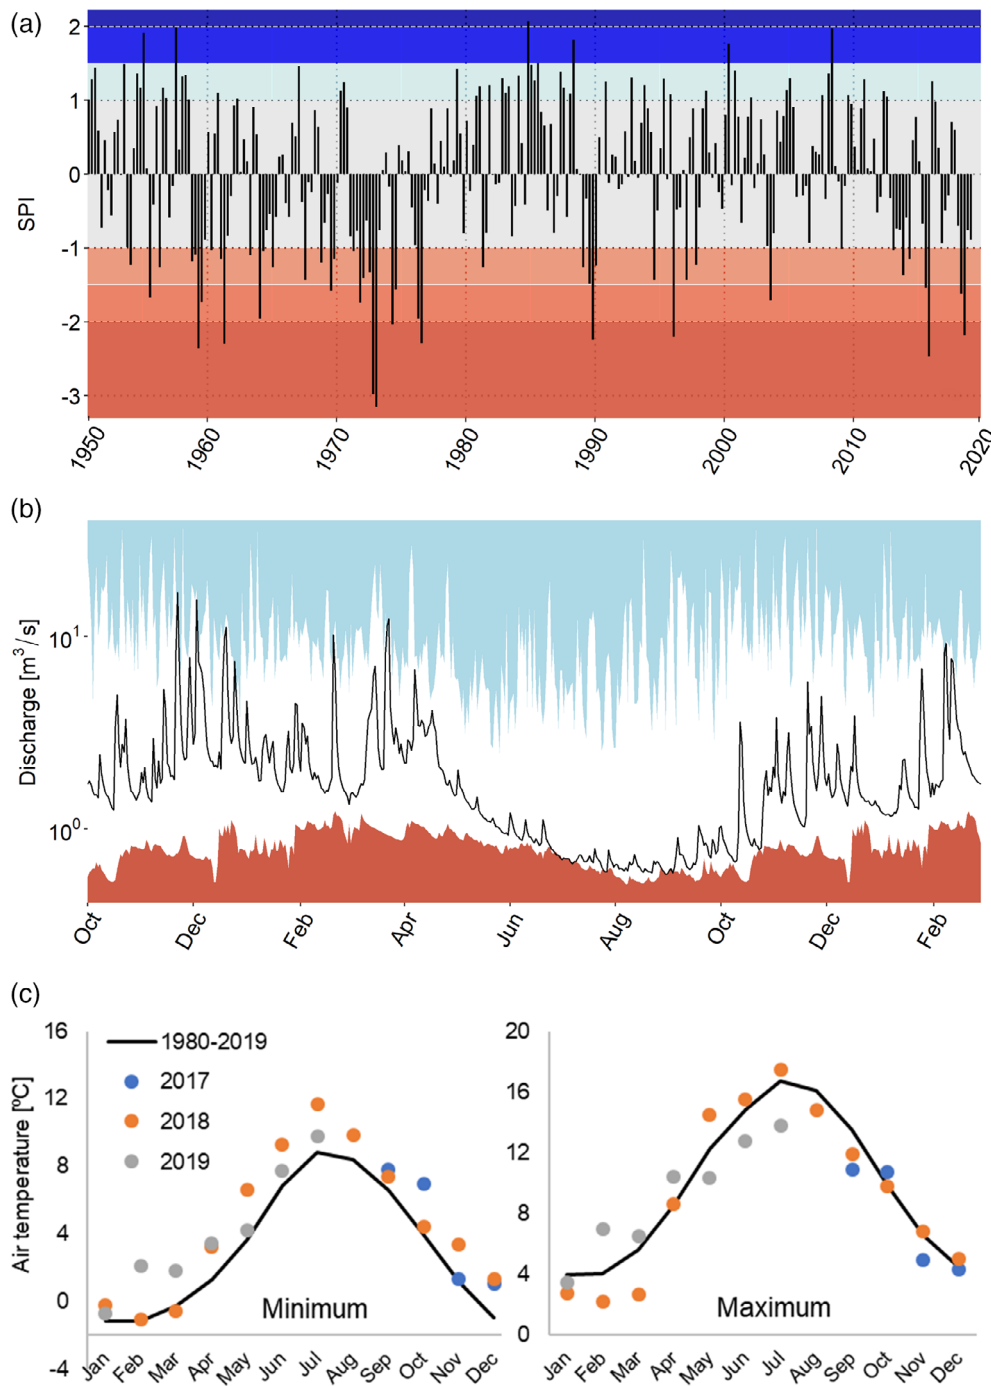 (a)
2
1
0
-1
-2
-3
SPI
1950
1960
1970
1980
1990
2000
2010
2020
(b)
Discharge [m³/s]
10¹
10⁰
Oct
Dec
Feb
Apr
Jun
Aug
Oct
Dec
Feb
(c)
Air temperature [ºC]
16
12
8
4
0
-4
1980-2019
2017
2018
2019
Minimum
Jan
Feb
Mar
Apr
May
Jun
Jul
Aug
Sep
Oct
Nov
Dec
20
16
12
8
4
0
Maximum
Jan
Feb
Mar
Apr
May
Jun
Jul
Aug
Sep
Oct
Nov
Dec